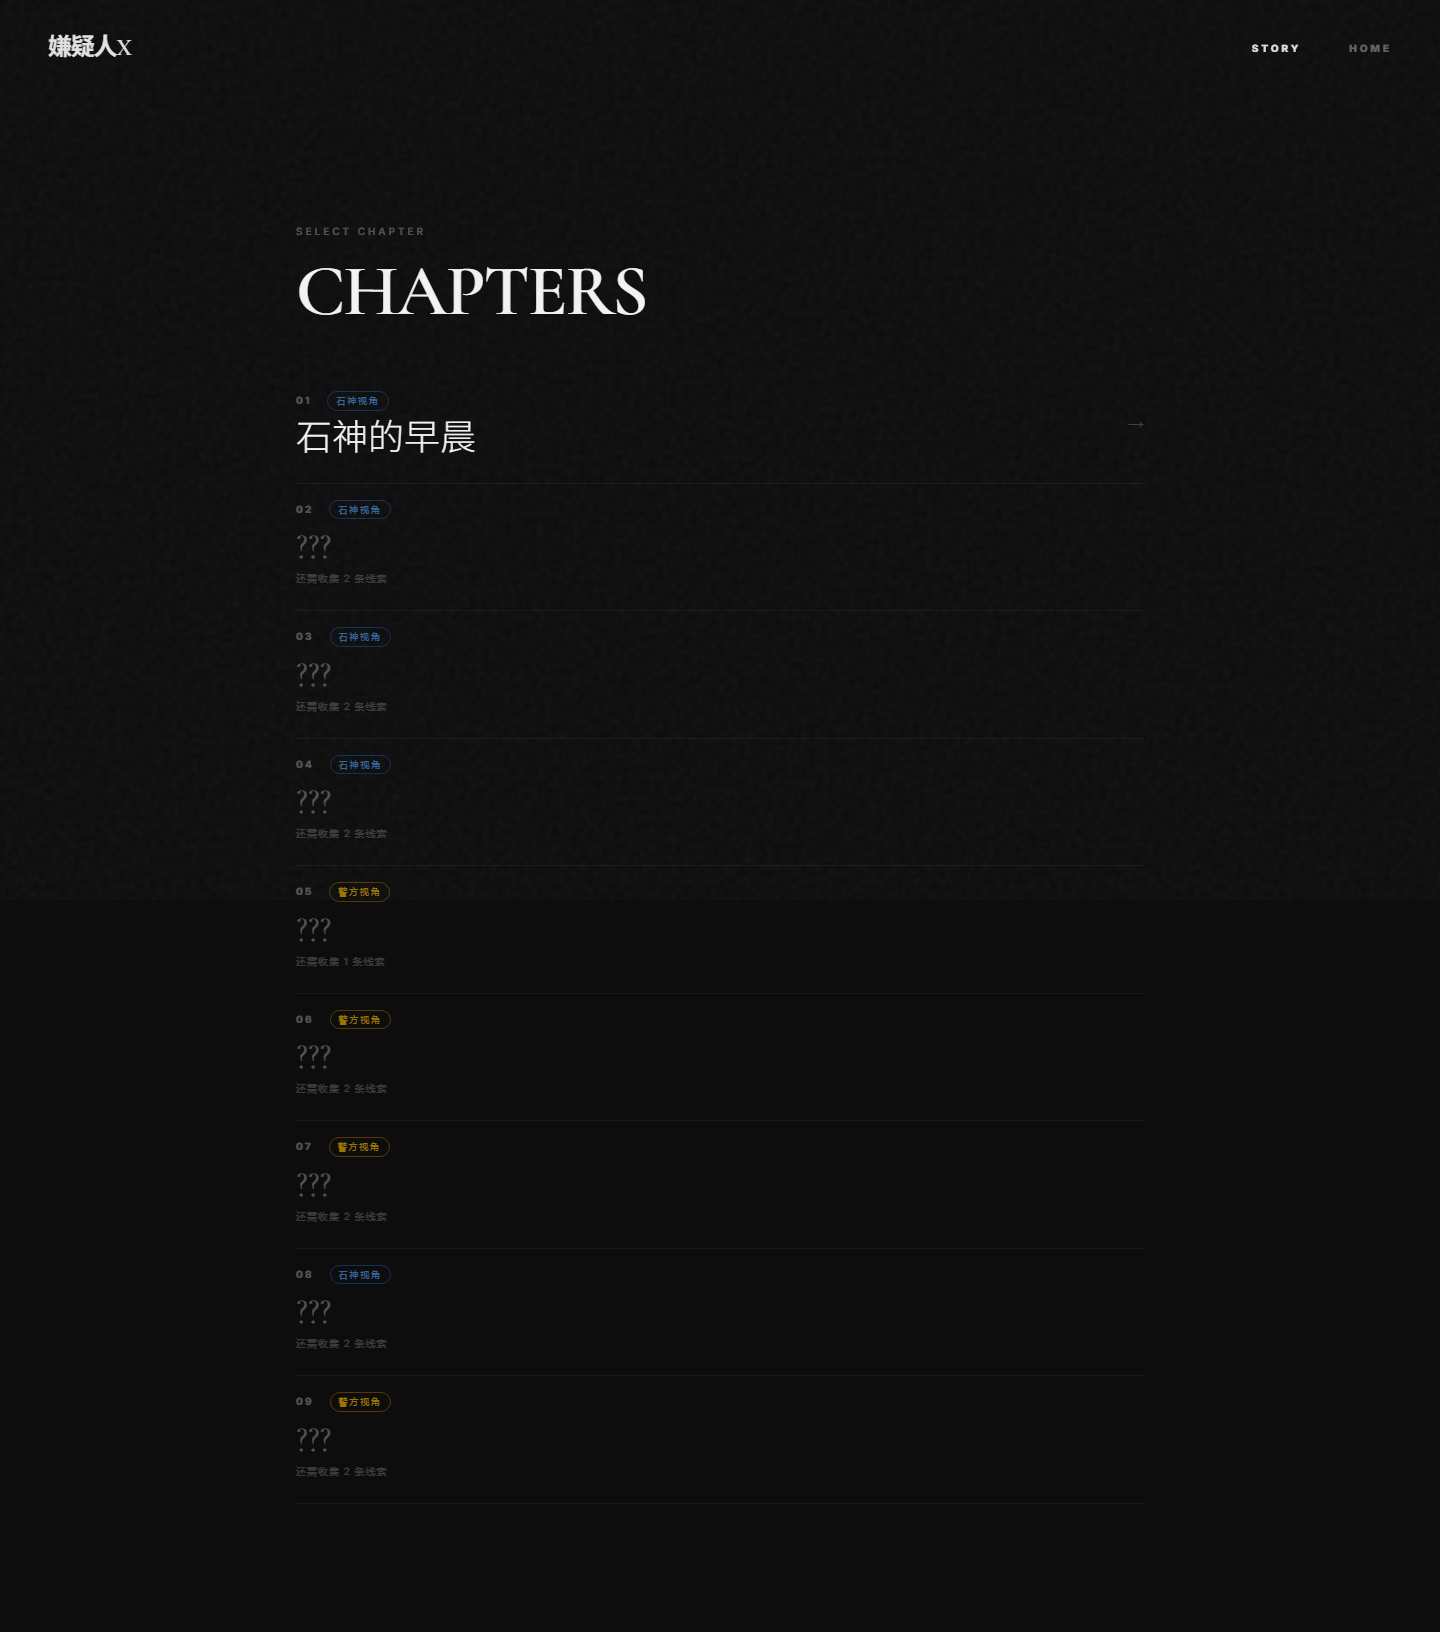 嫌疑人X
STORY HOME
SELECT CHAPTER
CHAPTERS
01 石神视角
石神的早晨 →
02 石神视角
???
还需收集 2 条线索
03 石神视角
???
还需收集 2 条线索
04 石神视角
???
还需收集 2 条线索
05 警方视角
???
还需收集 1 条线索
06 警方视角
???
还需收集 2 条线索
07 警方视角
???
还需收集 2 条线索
08 石神视角
???
还需收集 2 条线索
09 警方视角
???
还需收集 2 条线索